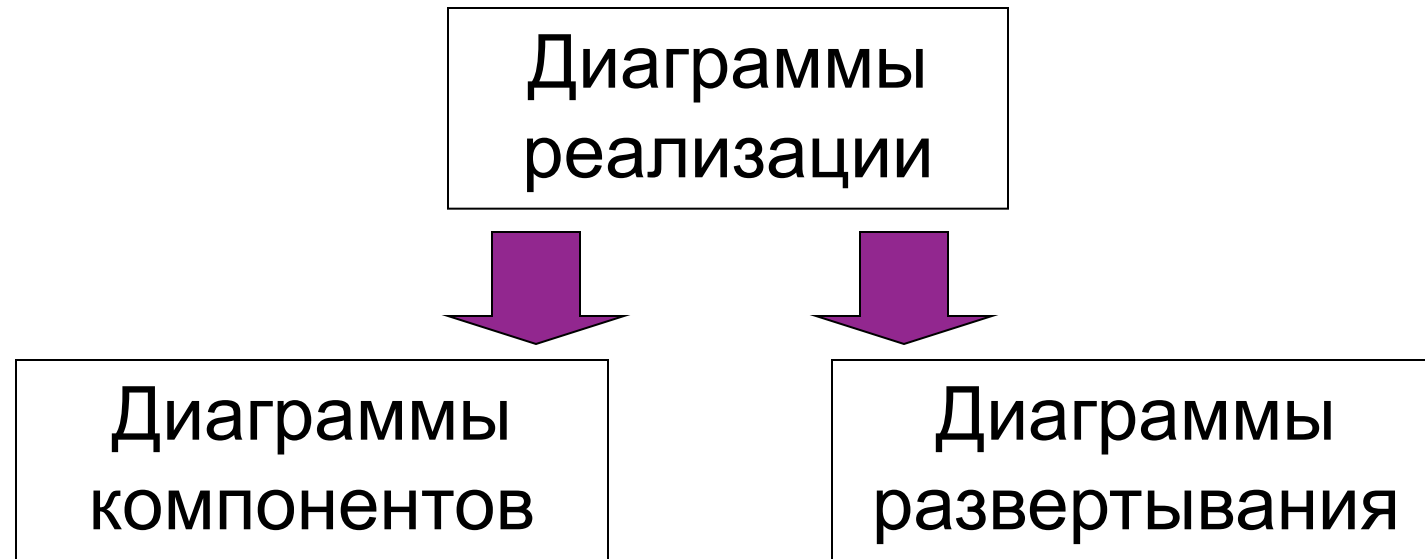 Диаграммы
реализации
Диаграммы
компонентов
Диаграммы
развертывания